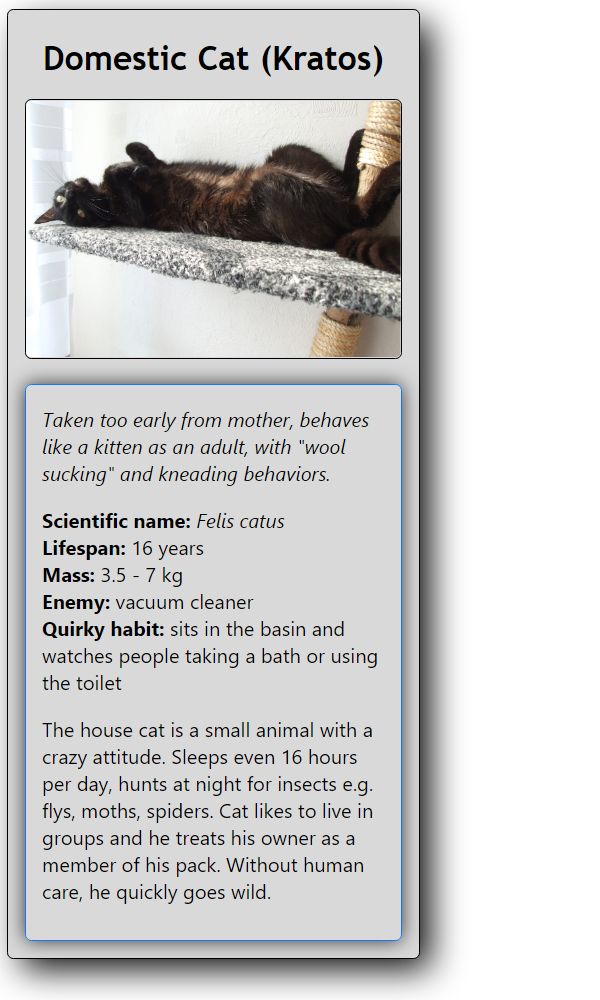 Domestic Cat (Kratos)
Taken too early from mother, behaves
like a kitten as an adult, with "wool
sucking" and kneading behaviors.
Scientific name: Felis catus
Lifespan: 16 years
Mass: 3.5 - 7 kg
Enemy: vacuum cleaner
Quirky habit: sits in the basin and
watches people taking a bath or using
the toilet
The house cat is a small animal with a
crazy attitude. Sleeps even 16 hours
per day, hunts at night for insects e.g.
flys, moths, spiders. Cat likes to live in
groups and he treats his owner as a
member of his pack. Without human
care, he quickly goes wild.